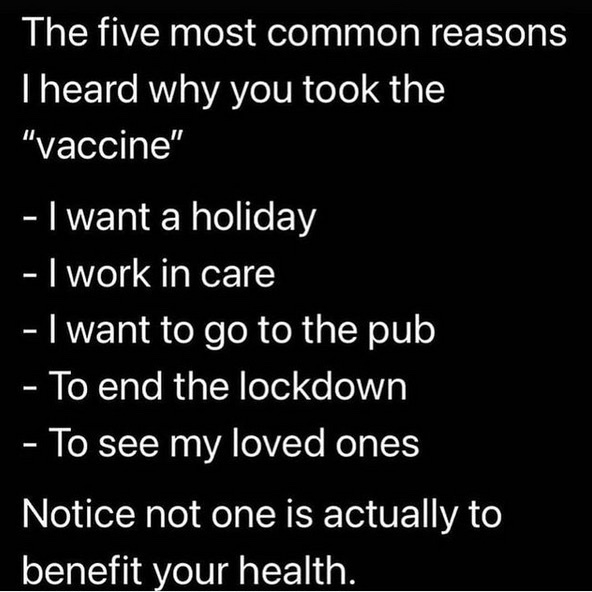 The five most common reasons
I heard why you took the
“vaccine”
- I want a holiday
- I work in care
- I want to go to the pub
- To end the lockdown
- To see my loved ones
Notice not one is actually to
benefit your health.